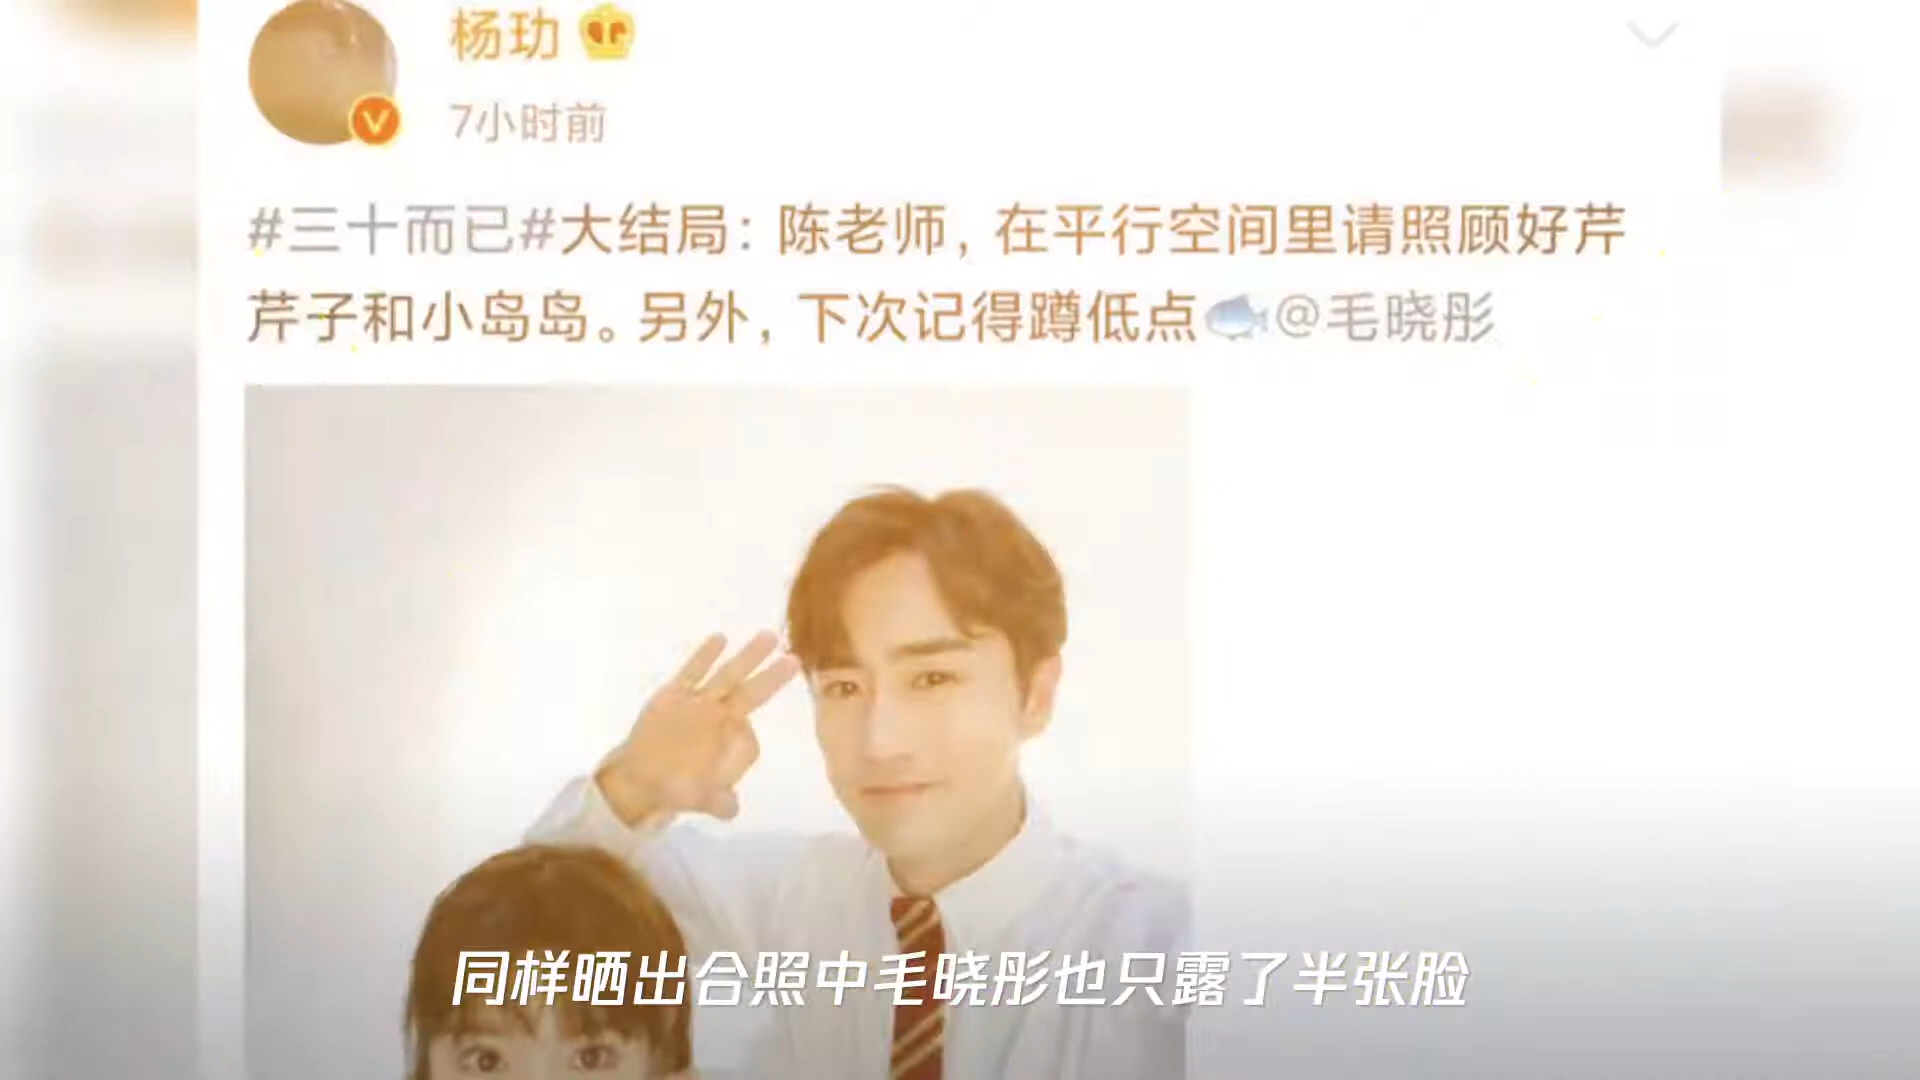 杨玏
7小时前
#三十而已#大结局：陈老师，在平行空间里请照顾好芹
芹子和小岛岛。另外，下次记得蹲低点🐟@毛晓彤
同样晒出合照中毛晓彤也只露了半张脸